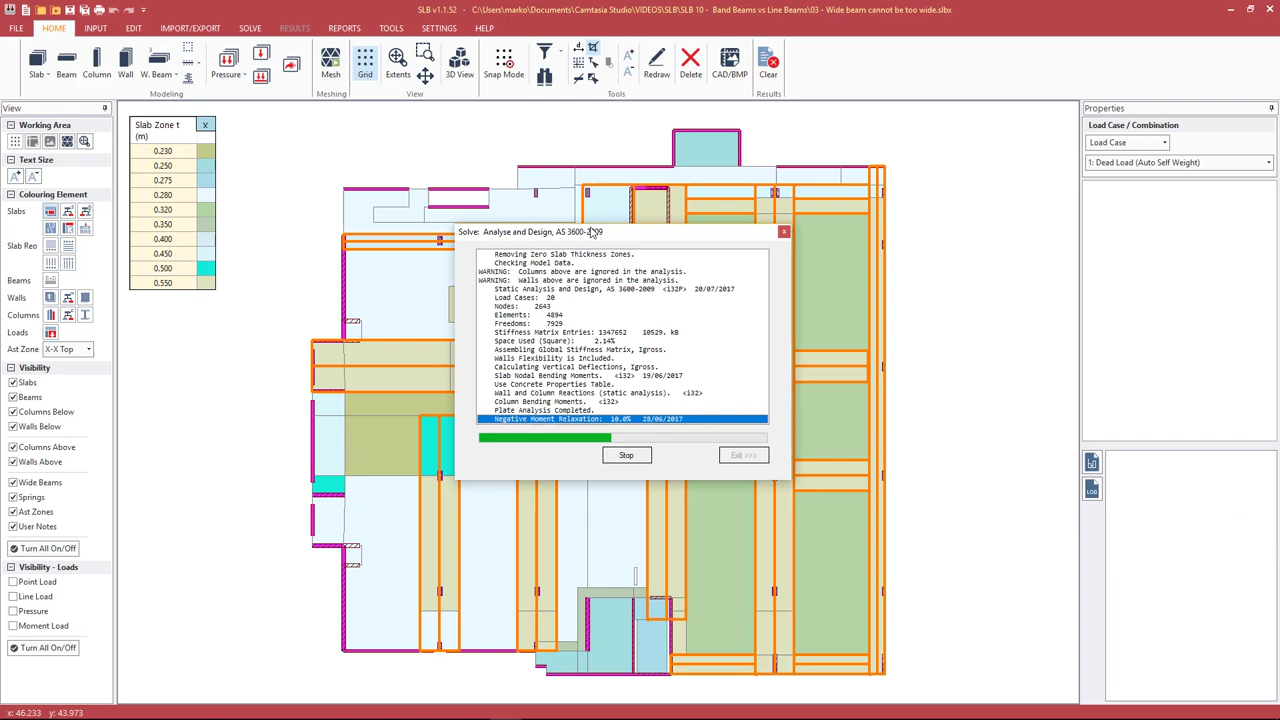 SLB v1.1.52 - C:\Users\marko\Documents\Camtasia Studio\VIDEOS\SLB\SLB 10 - Band Beams vs Line Beams\03 - Wide beam cannot be too wide.slbx
FILE HOME INPUT EDIT IMPORT/EXPORT SOLVE RESULTS REPORTS TOOLS SETTINGS HELP
Slab Beam Column Wall W. Beam Pressure Mesh Grid Extents 3D View Snap Mode Redraw Delete CAD/BMP Clear
Modeling Meshing View Tools Results
View
Working Area
Text Size
Colouring Element
Slabs
Slab Reo
Beams
Walls
Columns
Loads
Ast Zone X-X Top
Visibility
Slabs
Beams
Columns Below
Walls Below
Columns Above
Walls Above
Wide Beams
Springs
Ast Zones
User Notes
Turn All On/Off
Visibility - Loads
Point Load
Line Load
Pressure
Moment Load
Turn All On/Off
Slab Zone t
(m)
x
0.230
0.250
0.275
0.280
0.320
0.350
0.400
0.450
0.500
0.550
Solve: Analyse and Design, AS 3600-2009
x
Removing Zero Slab Thickness Zones.
Checking Model Data.
WARNING: Columns above are ignored in the analysis.
WARNING: Walls above are ignored in the analysis.
Static Analysis and Design, AS 3600-2009 <i32P> 20/07/2017
Load Cases: 20
Nodes: 2643
Elements: 4894
Freedoms: 7929
Stiffness Matrix Entries: 1347652 10529. kB
Space Used (Square): 2.14%
Assembling Global Stiffness Matrix, Igross.
Walls Flexibility is Included.
Calculating Vertical Deflections, Igross.
Slab Nodal Bending Moments. <i32> 19/06/2017
Use Concrete Properties Table.
Wall and Column Reactions (static analysis). <i32>
Column Bending Moments. <i32>
Plate Analysis Completed.
Negative Moment Relaxation: 10.0% 28/06/2017
Stop
Exit >>>
Properties
Load Case / Combination
Load Case
1: Dead Load (Auto Self Weight)
LOG
x: 46.233 y: 43.973